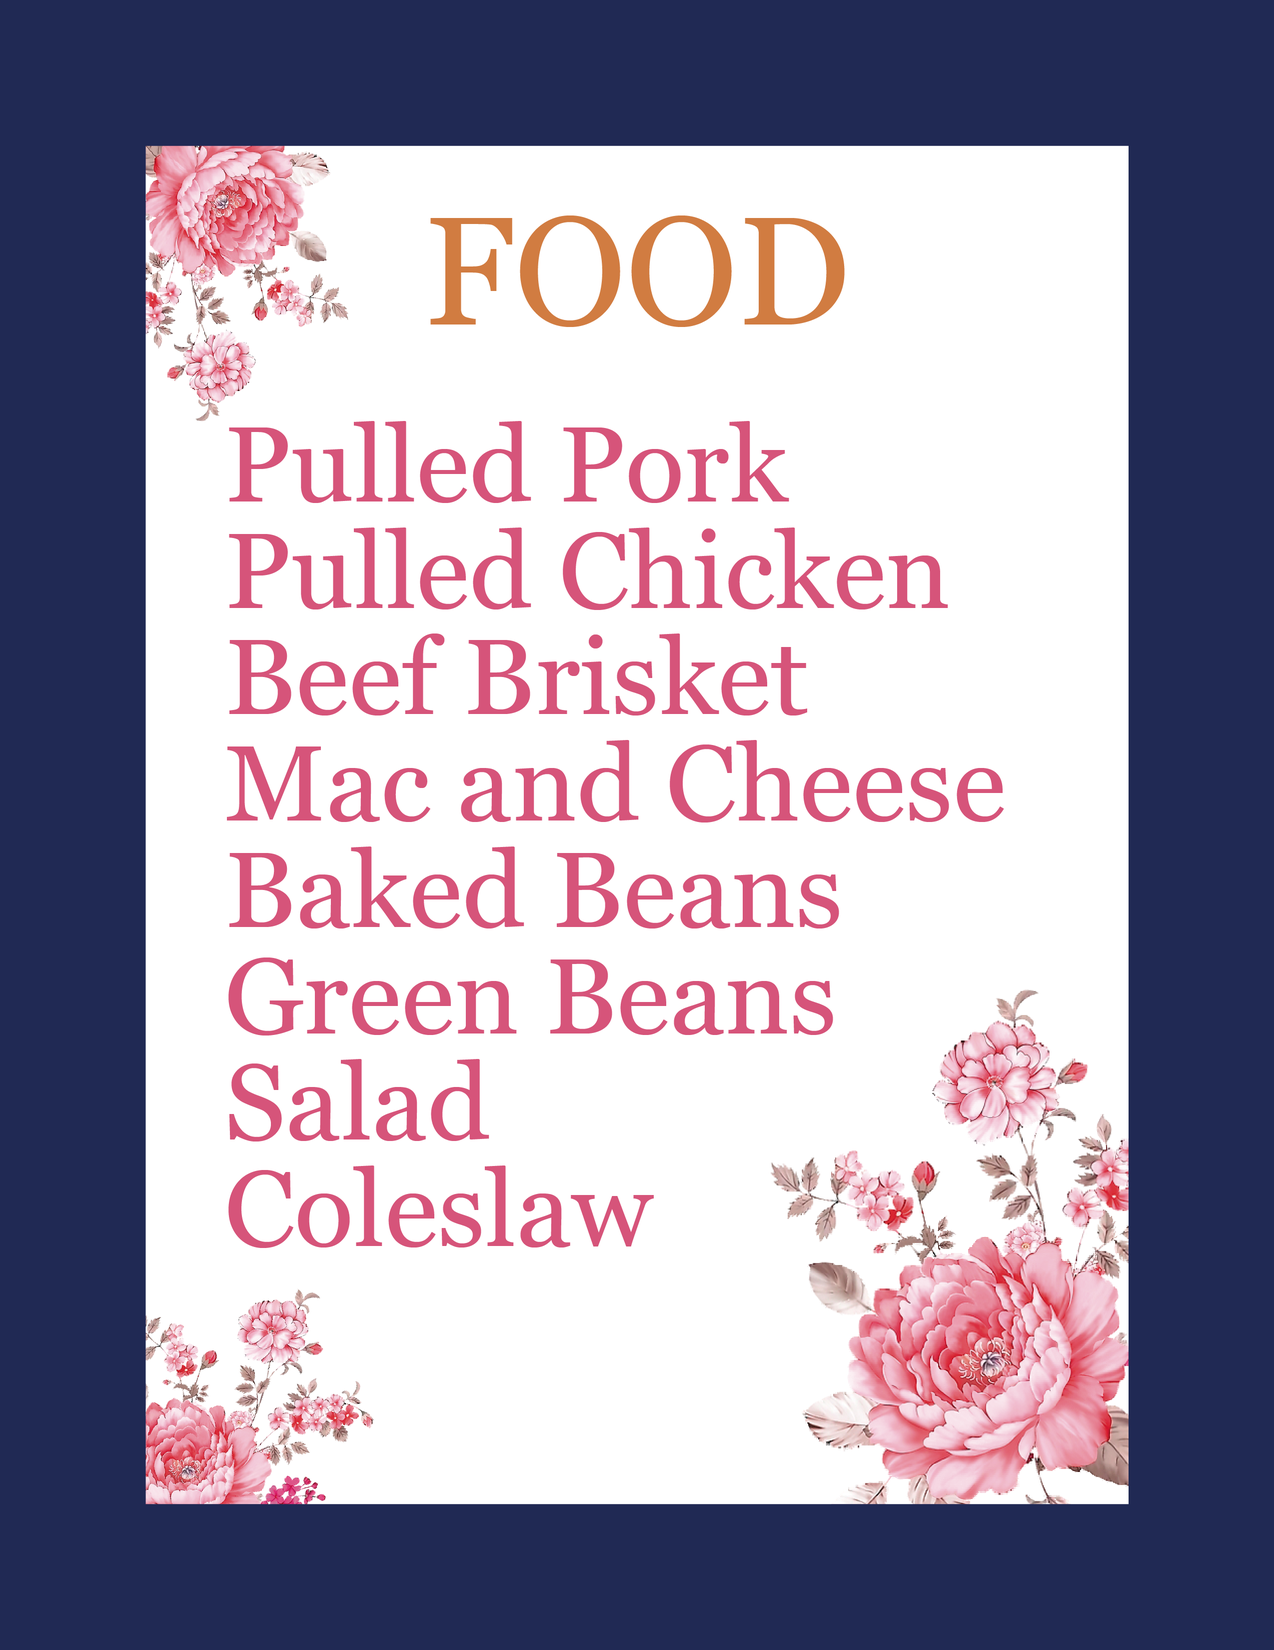 FOOD
Pulled Pork
Pulled Chicken
Beef Brisket
Mac and Cheese
Baked Beans
Green Beans
Salad
Coleslaw